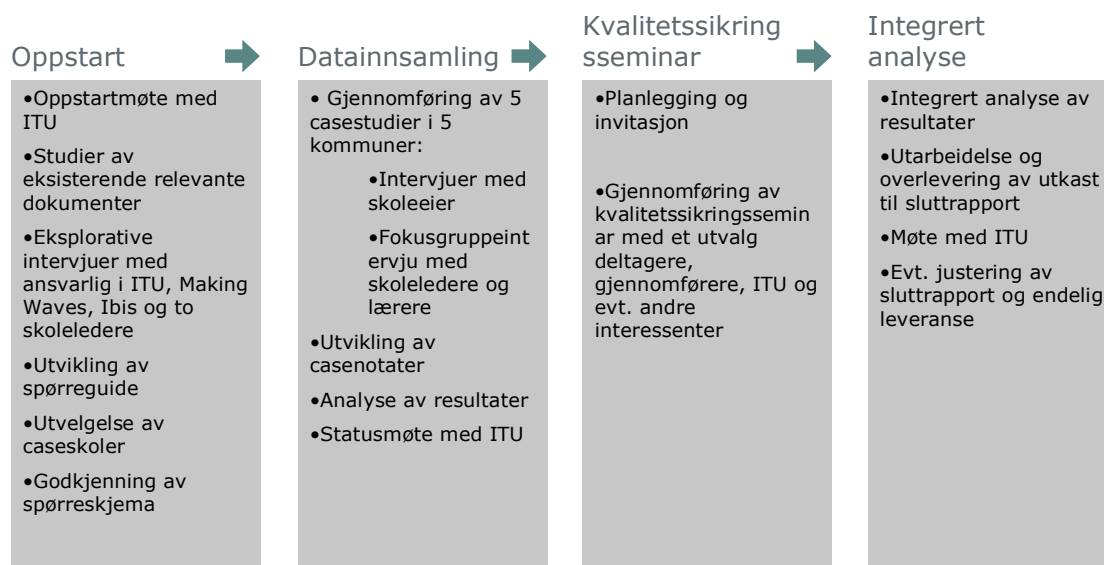 Oppstart
•Oppstartmøte med
ITU
•Studier av
eksisterende relevante
dokumenter
•Eksplorative
intervjuer med
ansvarlig i ITU, Making
Waves, Ibis og to
skoleledere
•Utvikling av
spørreguide
•Utvelgelse av
caseskoler
•Godkjenning av
spørreskjema
Datainnsamling
• Gjennomføring av 5
casestudier i 5
kommuner:
•Intervjuer med
skoleeier
•Fokusgruppeint
ervju med
skoleledere og
lærere
•Utvikling av
casenotater
•Analyse av resultater
•Statusmøte med ITU
Kvalitetssikring
sseminar
•Planlegging og
invitasjon
•Gjennomføring av
kvalitetssikringssemin
ar med et utvalg
deltagere,
gjennomførere, ITU og
evt. andre
interessenter
Integrert
analyse
•Integrert analyse av
resultater
•Utarbeidelse og
overlevering av utkast
til sluttrapport
•Møte med ITU
•Evt. justering av
sluttrapport og endelig
leveranse